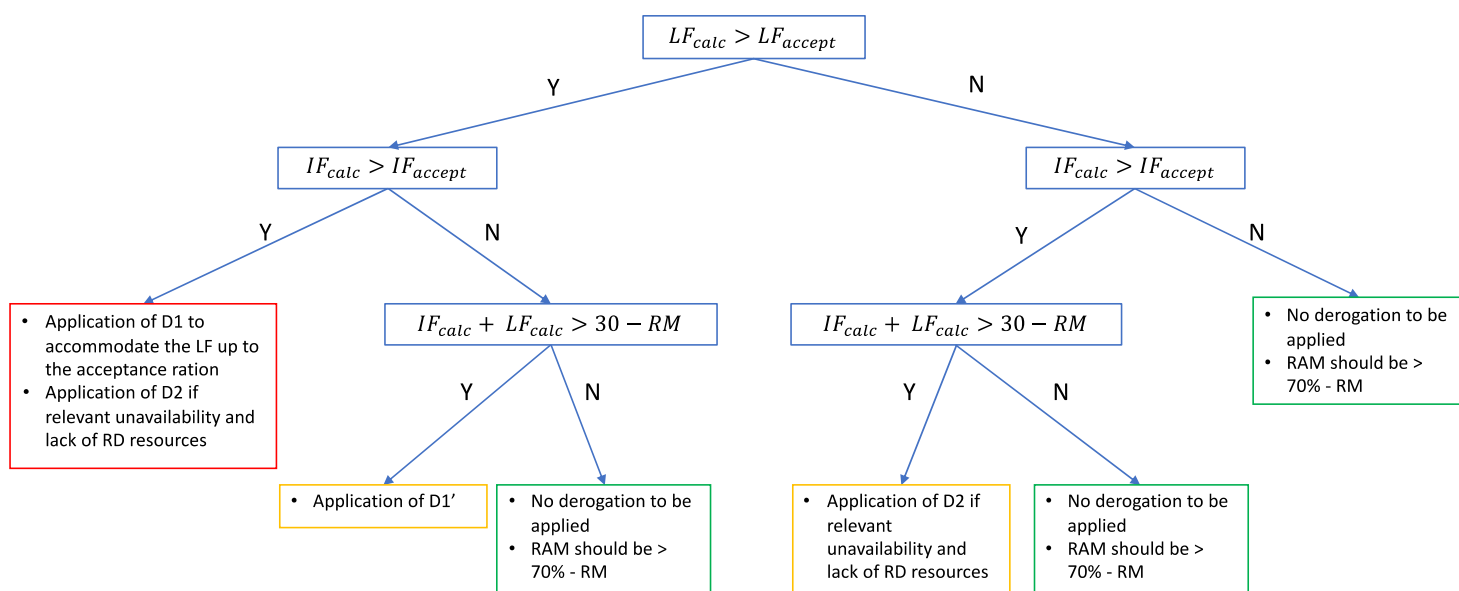 LF_calc > LF_accept
Y
N
IF_calc > IF_accept
IF_calc > IF_accept
Y
N
Y
N
• Application of D1 to
accommodate the LF up to
the acceptance ration
• Application of D2 if
relevant unavailability and
lack of RD resources
IF_calc + LF_calc > 30 − RM
IF_calc + LF_calc > 30 − RM
• No derogation to be
applied
• RAM should be >
70% - RM
Y
N
Y
N
• Application of D1’
• No derogation to be
applied
• RAM should be >
70% - RM
• Application of D2 if
relevant
unavailability and
lack of RD resources
• No derogation to be
applied
• RAM should be >
70% - RM